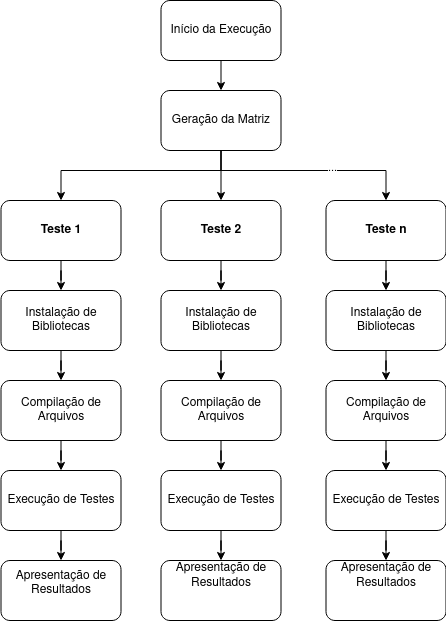 Início da Execução
Geração da Matriz
Teste 1
Teste 2
Teste n
Instalação de
Bibliotecas
Instalação de
Bibliotecas
Instalação de
Bibliotecas
Compilação de
Arquivos
Compilação de
Arquivos
Compilação de
Arquivos
Execução de Testes
Execução de Testes
Execução de Testes
Apresentação de
Resultados
Apresentação de
Resultados
Apresentação de
Resultados